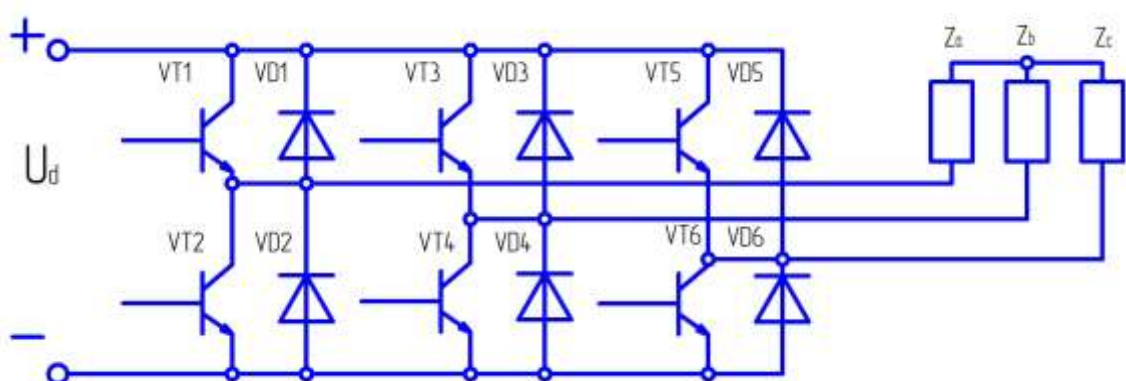 +
Za Zb Zc
VT1 VD1 VT3 VD3 VT5 VD5
Ud
VT2 VD2 VT4 VD4 VT6 VD6
−